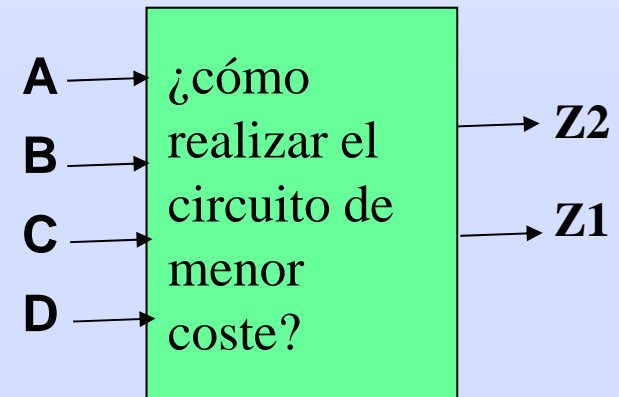 A
B
C
D
¿cómo
realizar el
circuito de
menor
coste?
Z2
Z1